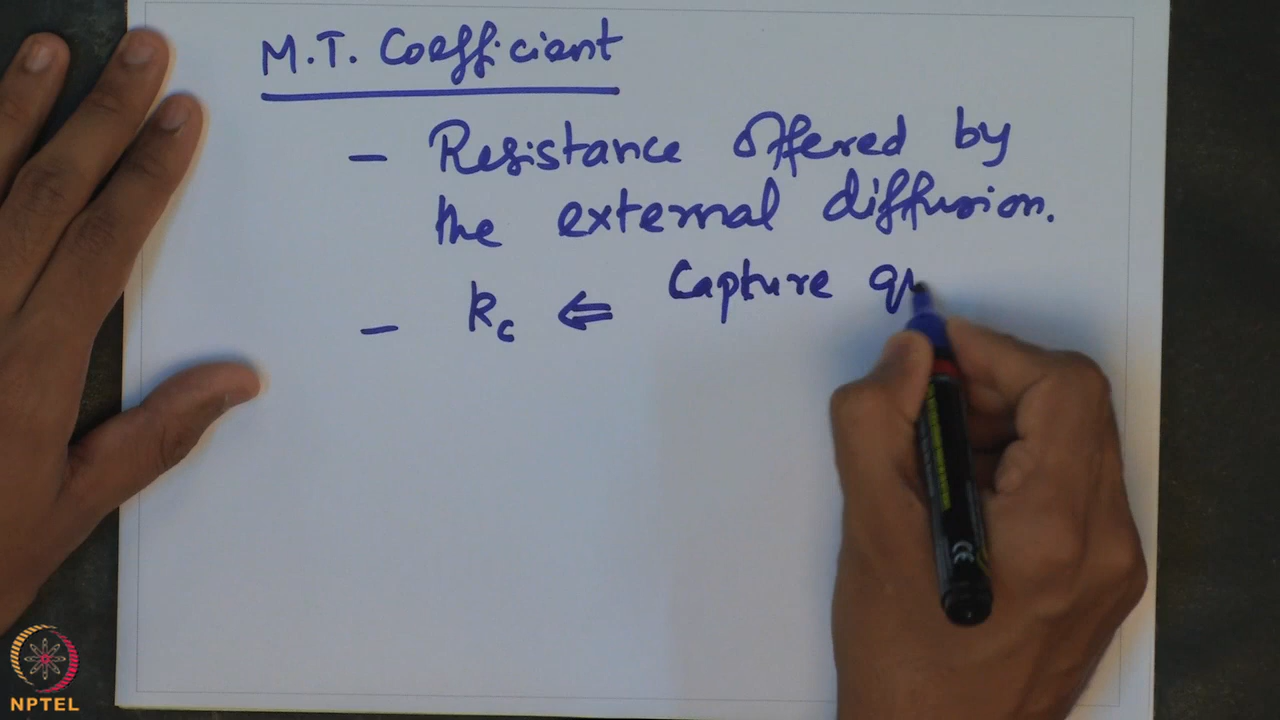 M.T. Coefficient
- Resistance offered by
the external diffusion.
- kc ⇐ Capture
NPTEL